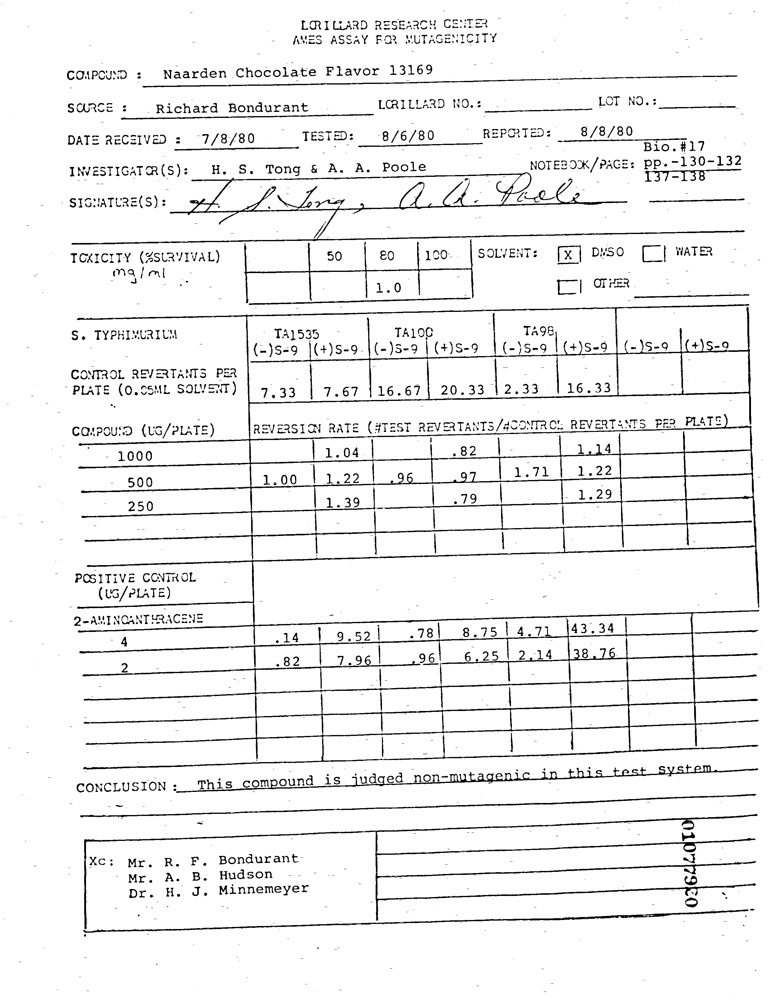 LORILLARD RESEARCH CENTER
AMES ASSAY FOR MUTAGENICITY
COMPOUND : Naarden Chocolate Flavor 13169
SOURCE : Richard Bondurant LORILLARD NO.: LOT NO.:
DATE RECEIVED : 7/8/80 TESTED: 8/6/80 REPORTED: 8/8/80
Bio.#17
INVESTIGATOR(S): H. S. Tong & A. A. Poole NOTEBOOK/PAGE: pp.-130-132
137-138
SIGNATURE(S): H. S. Tong, A. A. Poole
TOXICITY (%SURVIVAL) 50 80 100 SOLVENT: X DMSO WATER
mg/ml 1.0 OTHER
S. TYPHIMURIUM TA1535 TA100 TA98
(-)S-9 (+)S-9 (-)S-9 (+)S-9 (-)S-9 (+)S-9 (-)S-9 (+)S-9
CONTROL REVERTANTS PER
PLATE (0.05ML SOLVENT) 7.33 7.67 16.67 20.33 2.33 16.33
COMPOUND (UG/PLATE) REVERSION RATE (#TEST REVERTANTS/#CONTROL REVERTANTS PER PLATE)
1000 1.04 .82 1.14
500 1.00 1.22 .96 .97 1.71 1.22
250 1.39 .79 1.29
POSITIVE CONTROL
(UG/PLATE)
2-AMINOANTHRACENE
4 .14 9.52 .78 8.75 4.71 43.34
2 .82 7.96 .96 6.25 2.14 38.76
CONCLUSION : This compound is judged non-mutagenic in this test system.
Xc: Mr. R. F. Bondurant
Mr. A. B. Hudson
Dr. H. J. Minnemeyer